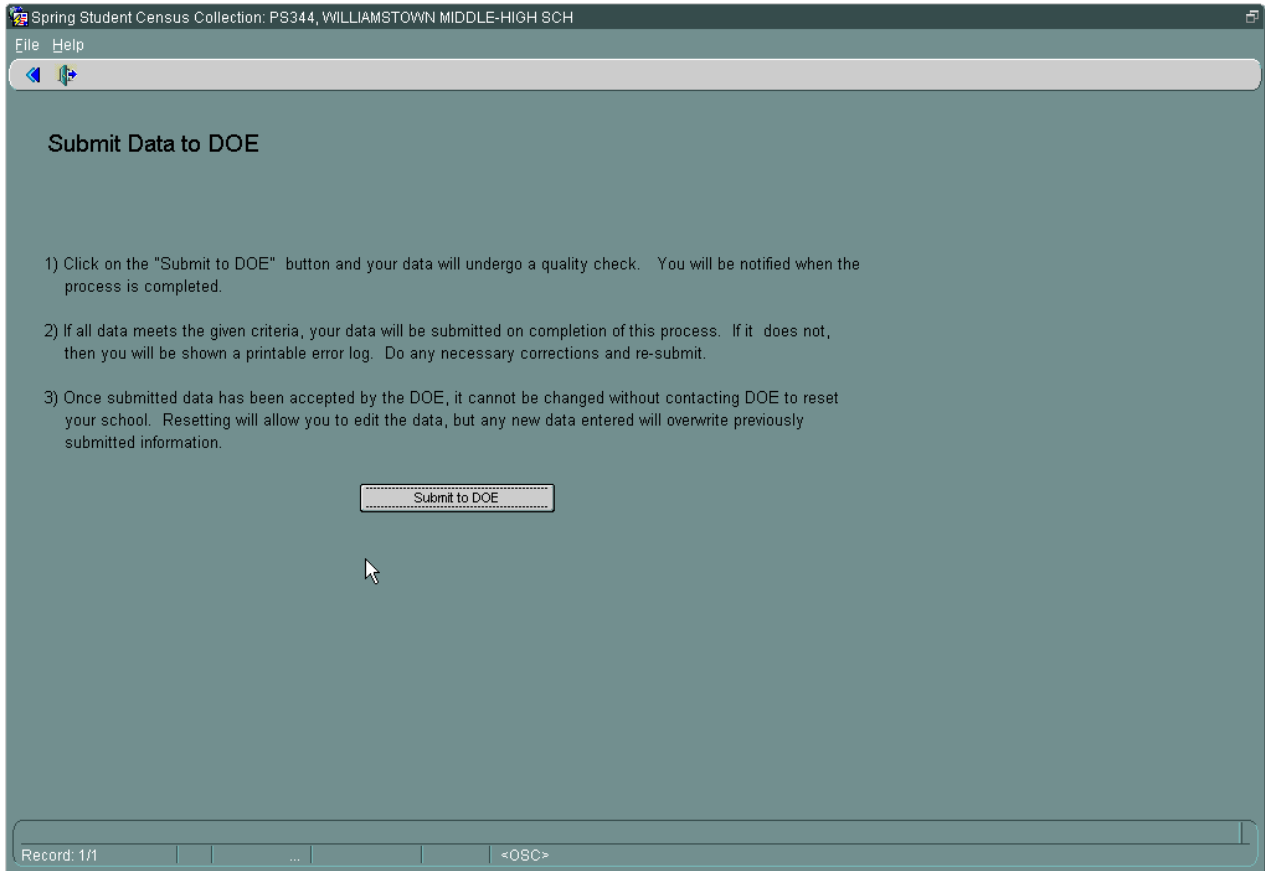 Spring Student Census Collection: PS344, WILLIAMSTOWN MIDDLE-HIGH SCH
File Help
Submit Data to DOE
1) Click on the "Submit to DOE" button and your data will undergo a quality check. You will be notified when the
process is completed.
2) If all data meets the given criteria, your data will be submitted on completion of this process. If it does not,
then you will be shown a printable error log. Do any necessary corrections and re-submit.
3) Once submitted data has been accepted by the DOE, it cannot be changed without contacting DOE to reset
your school. Resetting will allow you to edit the data, but any new data entered will overwrite previously
submitted information.
Submit to DOE
Record: 1/1 ... <OSC>